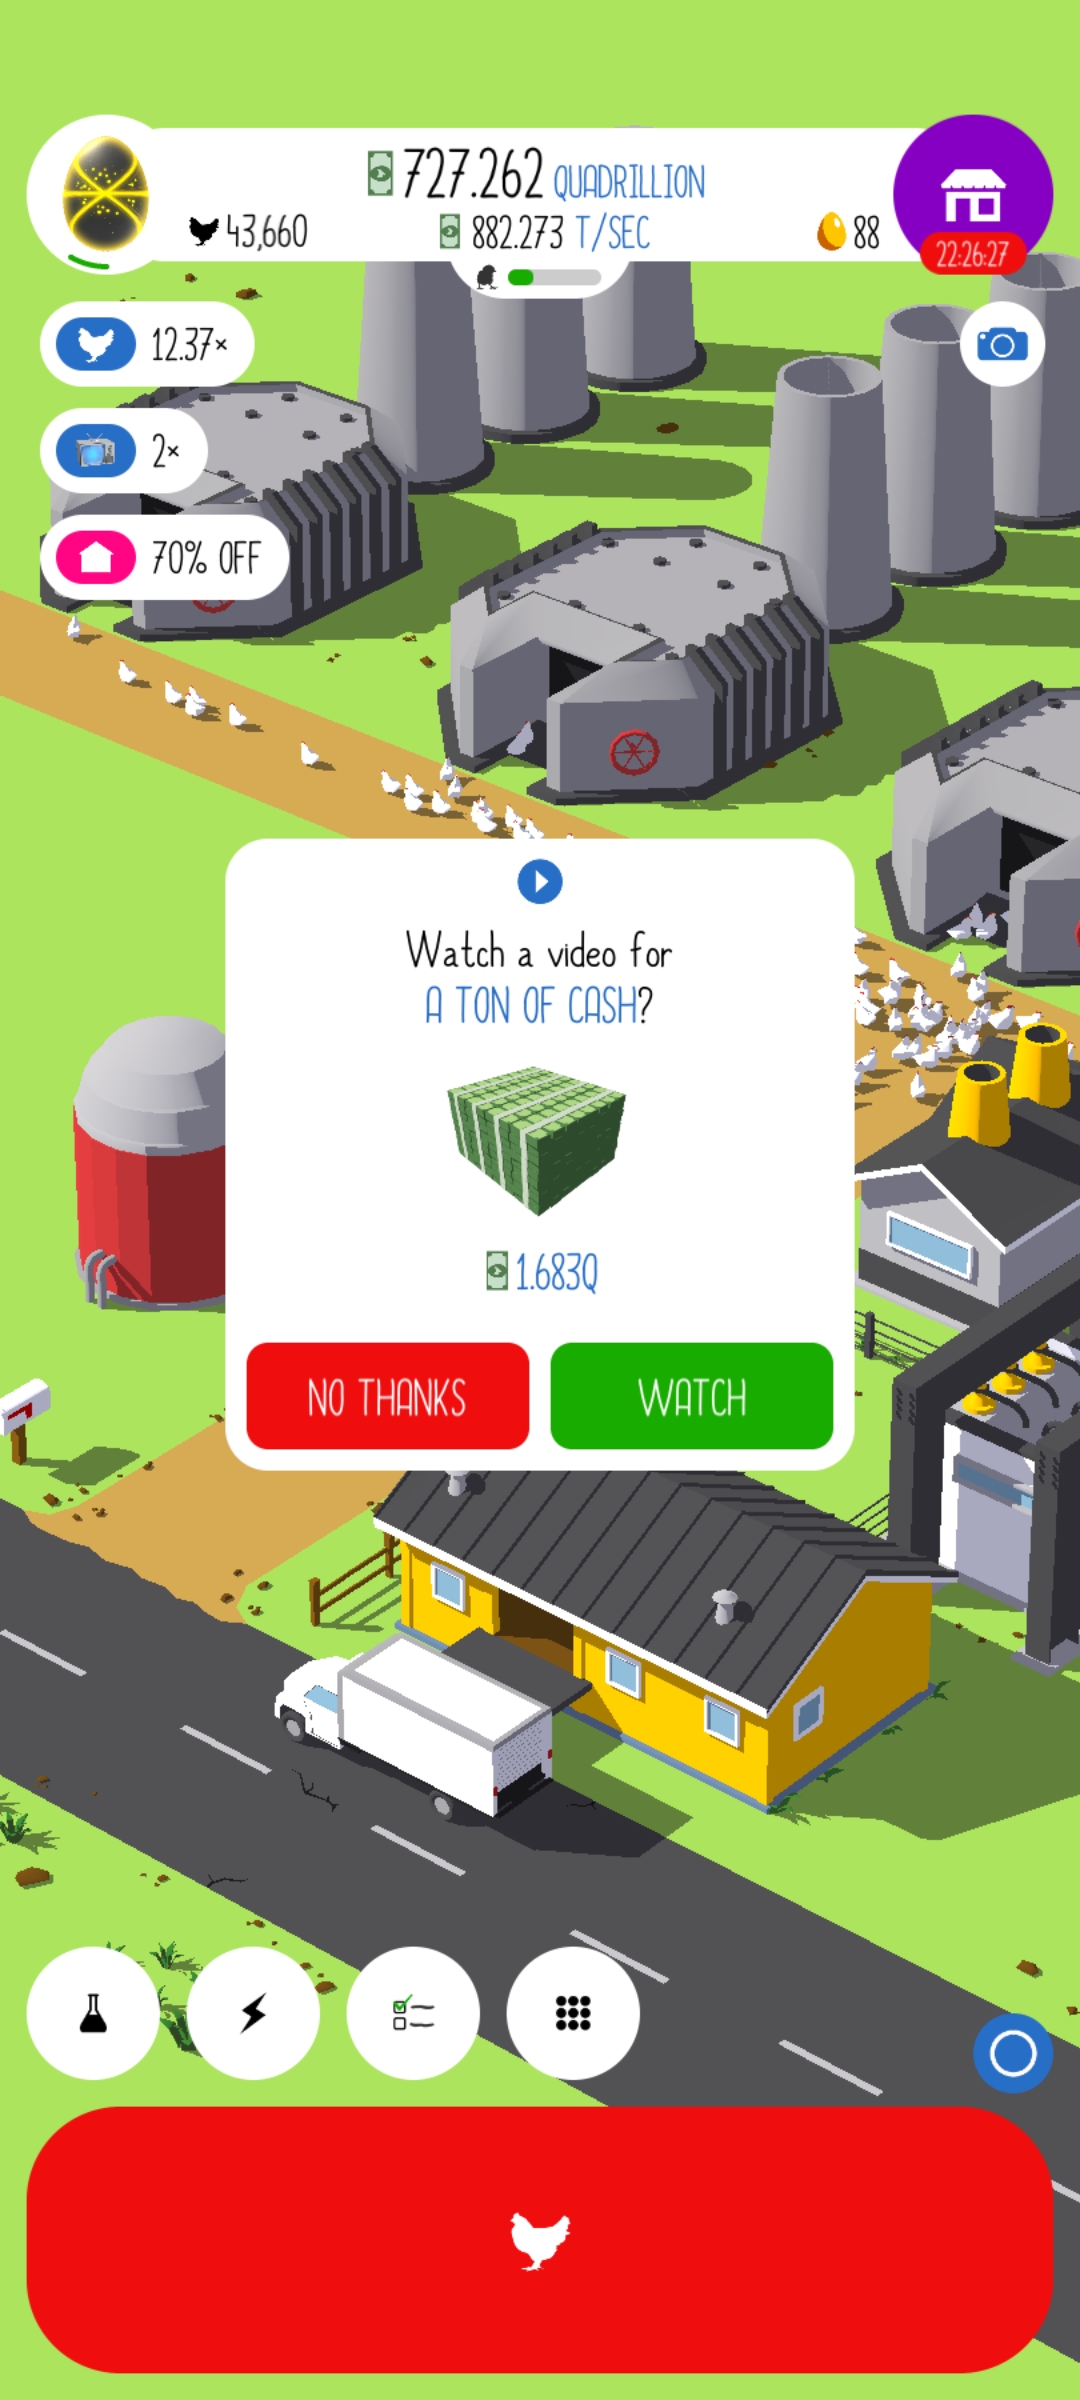 727.262 QUADRILLION
43,660
882.273 T/SEC
88
22:26:27
12.37×
2×
70% OFF
Watch a video for
A TON OF CASH?
1.683Q
NO THANKS
WATCH